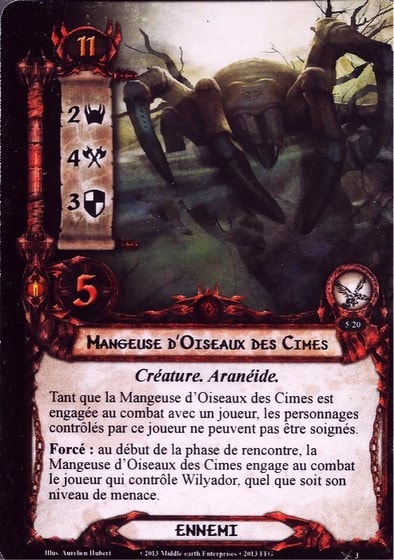 11
2
4
3
5
5/20
Mangeuse d'Oiseaux des Cimes
Créature. Aranéide.
Tant que la Mangeuse d'Oiseaux des Cimes est
engagée au combat avec un joueur, les personnages
contrôlés par ce joueur ne peuvent pas être soignés.
Forcé : au début de la phase de rencontre, la
Mangeuse d'Oiseaux des Cimes engage au combat
le joueur qui contrôle Wilyador, quel que soit son
niveau de menace.
ENNEMI
Illus. Aurelien Hubert • 2013 Middle-earth Enterprises • 2013 FFG 3